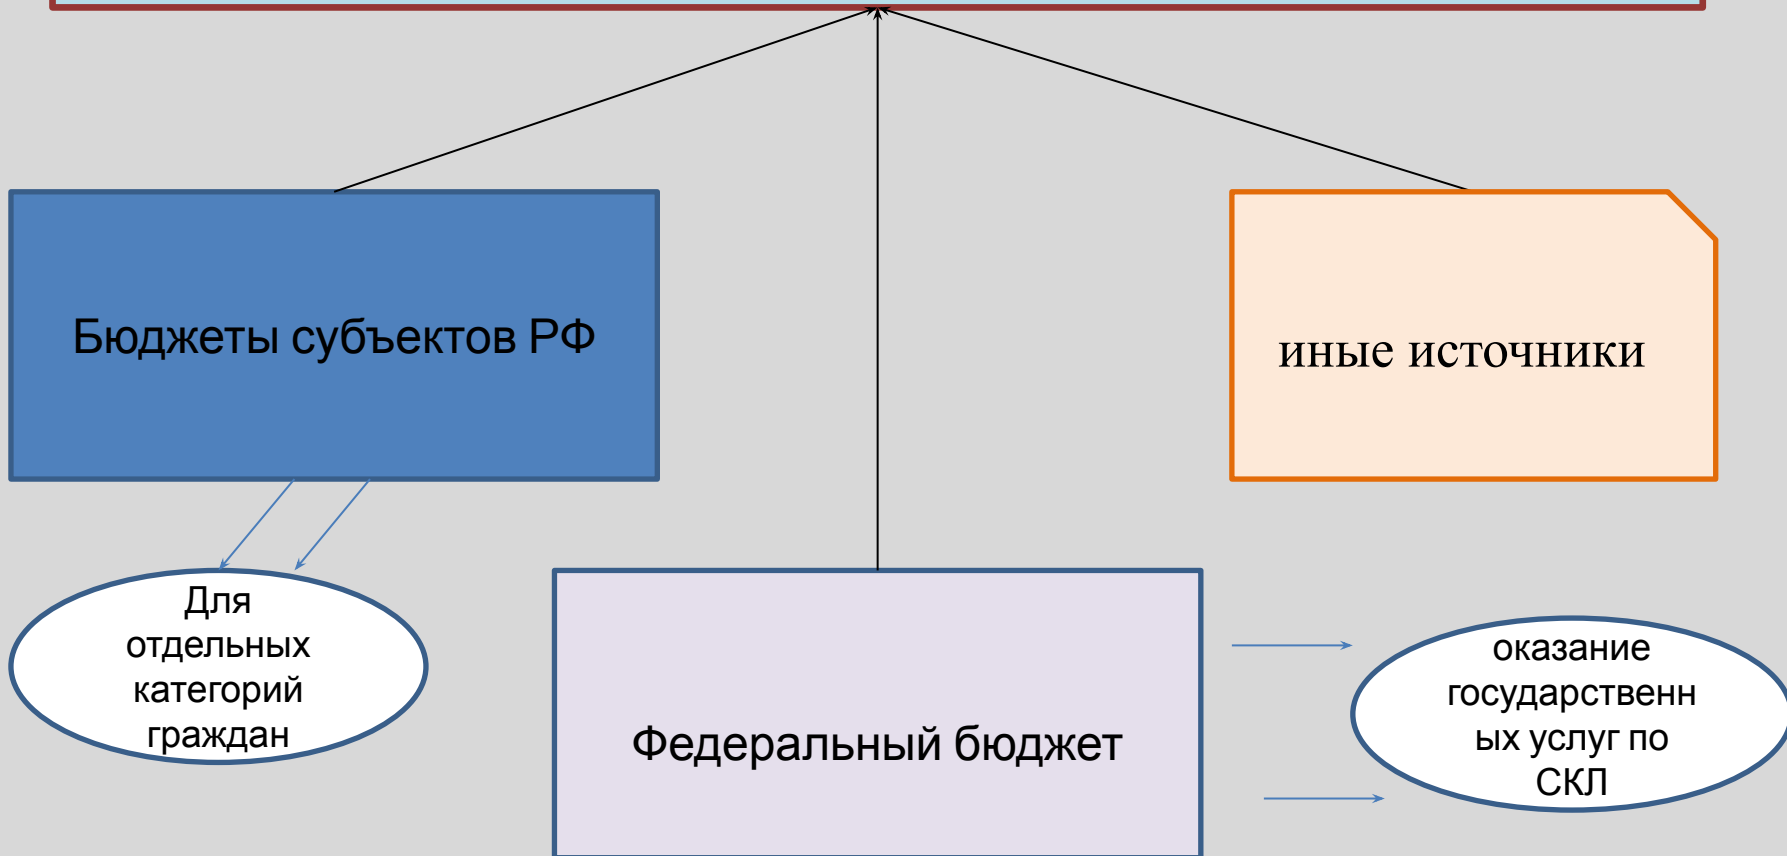 Бюджеты субъектов РФ
иные источники
Для
отдельных
категорий
граждан
Федеральный бюджет
оказание
государственн
ых услуг по
СКЛ